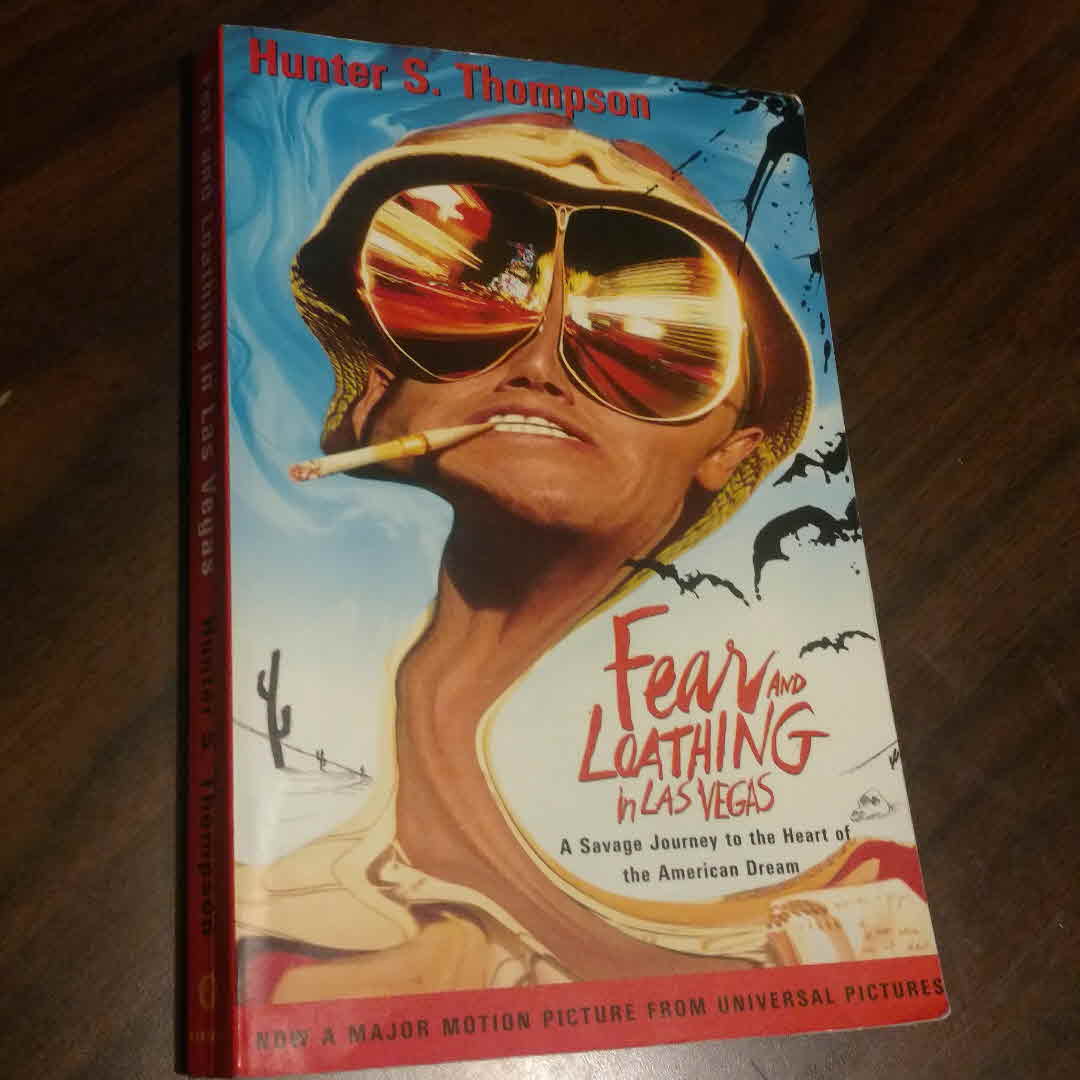 Hunter S. Thompson
Fear AND
LOATHING
in LAS VEGAS
A Savage Journey to the Heart of
the American Dream
NOW A MAJOR MOTION PICTURE FROM UNIVERSAL PICTURES
Fear and Loathing in Las Vegas Hunter S. Thompson